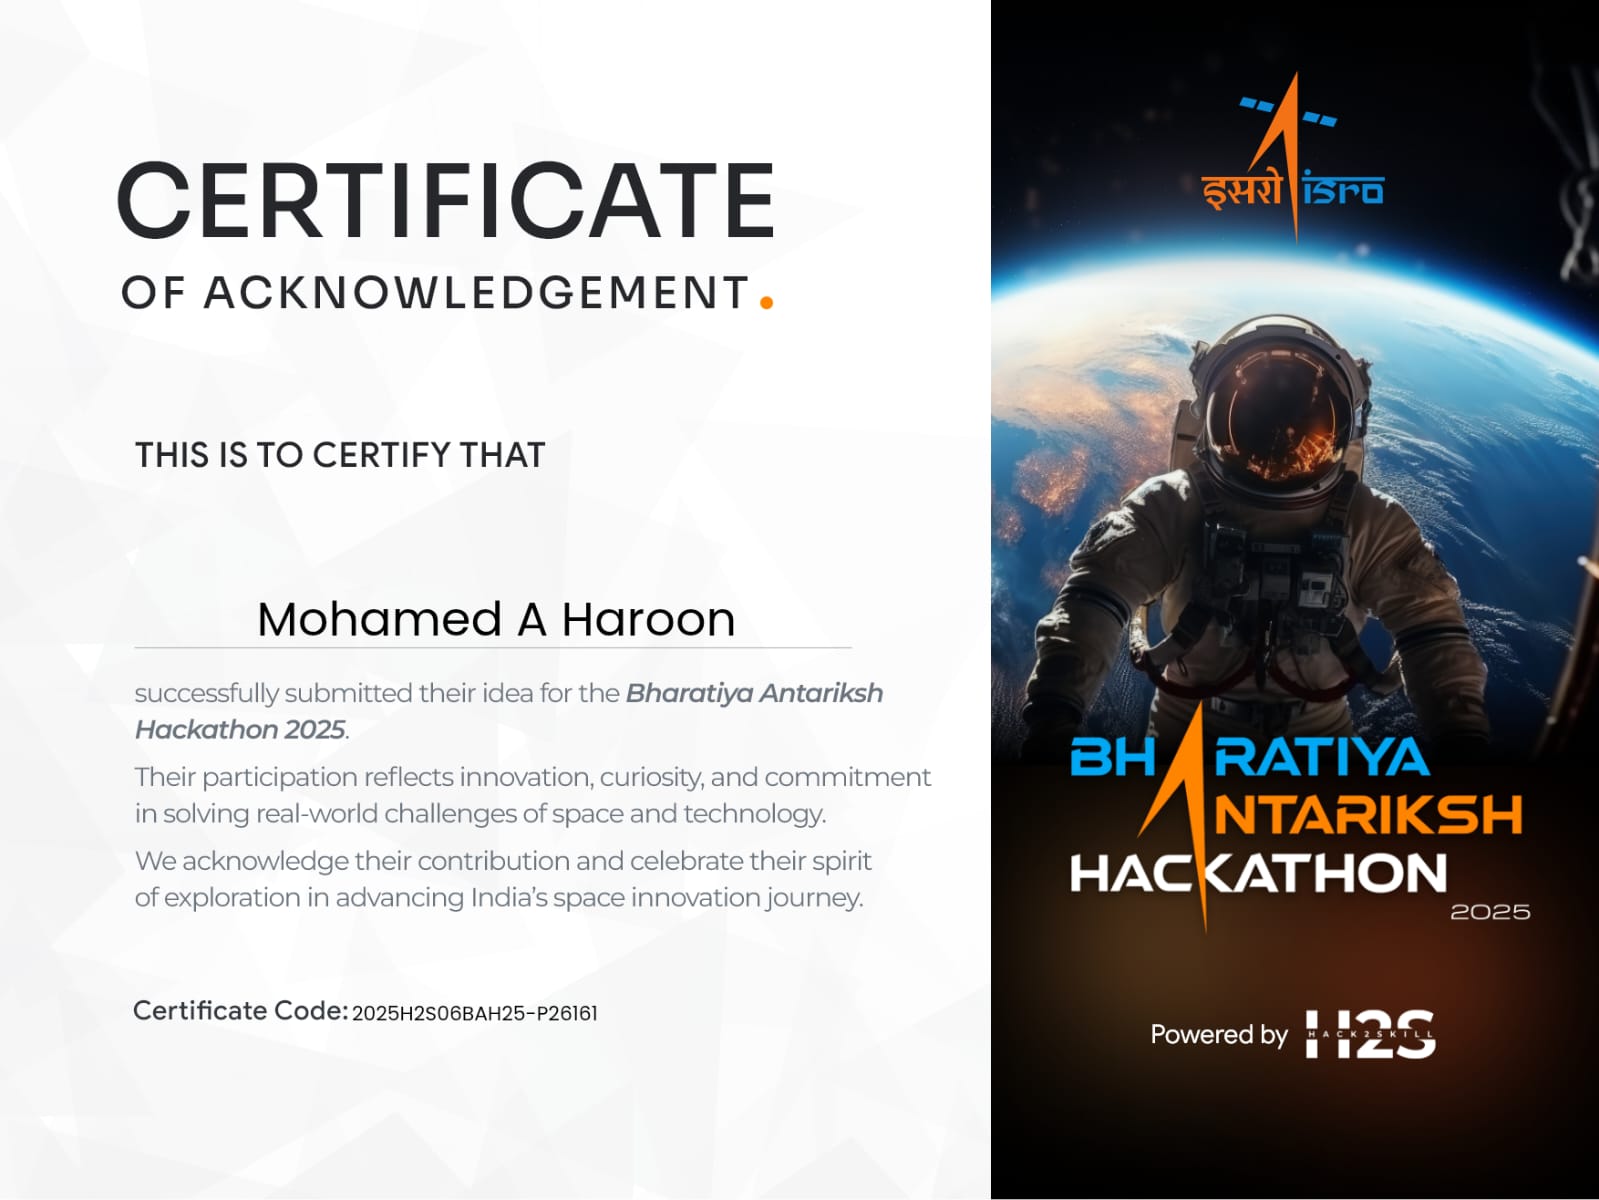 CERTIFICATE
OF ACKNOWLEDGEMENT.
THIS IS TO CERTIFY THAT
Mohamed A Haroon
successfully submitted their idea for the Bharatiya Antariksh
Hackathon 2025.
Their participation reflects innovation, curiosity, and commitment
in solving real-world challenges of space and technology.
We acknowledge their contribution and celebrate their spirit
of exploration in advancing India’s space innovation journey.
Certificate Code: 2025H2S06BAH25-P26161
इसरो isro
BHARATIYA
ANTARIKSH
HACKATHON
2025
Powered by H2S
HACK2SKILL